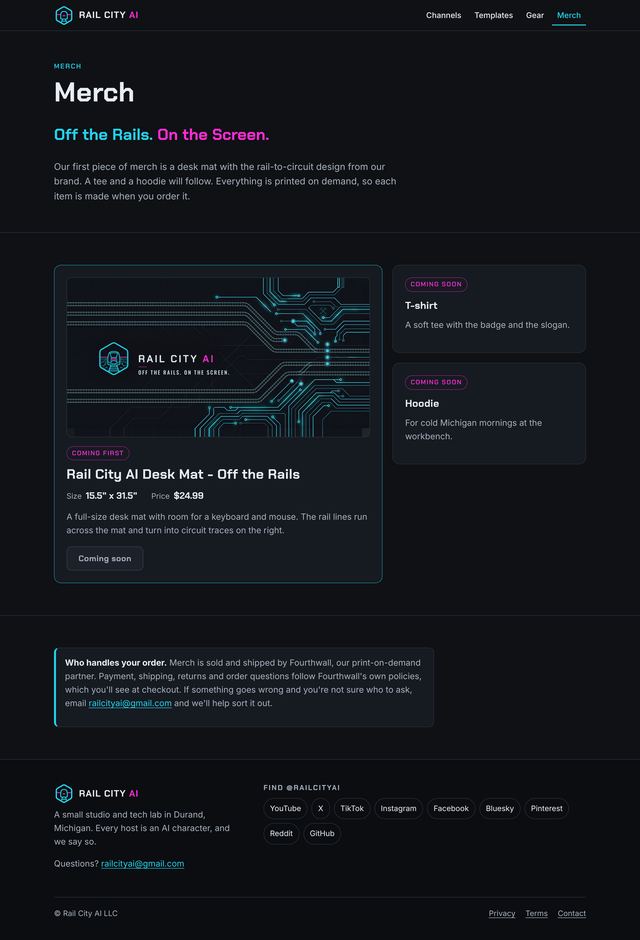 RAIL CITY AI
Channels Templates Gear Merch
MERCH
Merch
Off the Rails. On the Screen.
Our first piece of merch is a desk mat with the rail-to-circuit design from our
brand. A tee and a hoodie will follow. Everything is printed on demand, so each
item is made when you order it.
RAIL CITY AI
OFF THE RAILS. ON THE SCREEN.
COMING FIRST
Rail City AI Desk Mat - Off the Rails
Size 15.5" x 31.5" Price $24.99
A full-size desk mat with room for a keyboard and mouse. The rail lines run
across the mat and turn into circuit traces on the right.
Coming soon
COMING SOON
T-shirt
A soft tee with the badge and the slogan.
COMING SOON
Hoodie
For cold Michigan mornings at the
workbench.
Who handles your order. Merch is sold and shipped by Fourthwall, our print-on-demand
partner. Payment, shipping, returns and order questions follow Fourthwall's own policies,
which you'll see at checkout. If something goes wrong and you're not sure who to ask,
email railcityai@gmail.com and we'll help sort it out.
RAIL CITY AI
A small studio and tech lab in Durand,
Michigan. Every host is an AI character, and
we say so.
Questions? railcityai@gmail.com
FIND @RAILCITYAI
YouTube X TikTok Instagram Facebook Bluesky Pinterest
Reddit GitHub
© Rail City AI LLC
Privacy Terms Contact